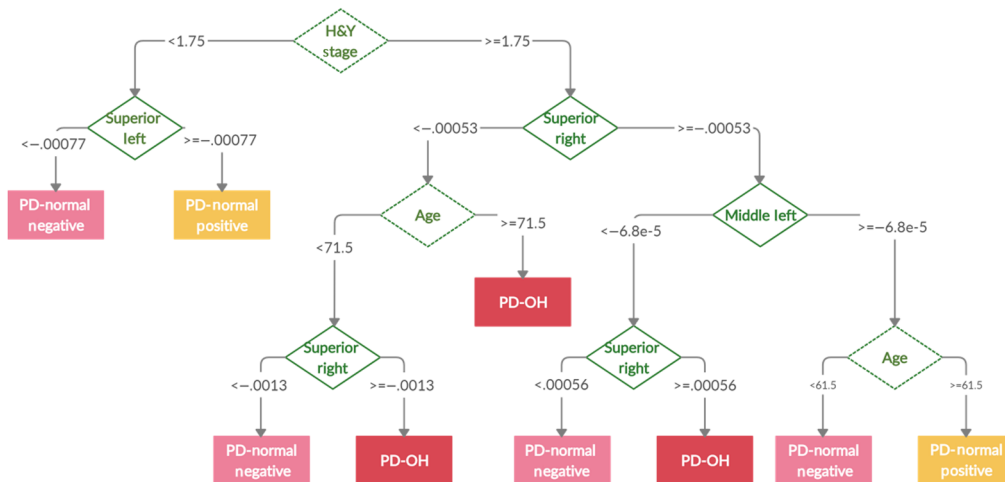 H&Y
stage
<1.75
>=1.75
Superior
left
Superior
right
<−.00077
>=−.00077
<−.00053
>=−.00053
PD-normal
negative
PD-normal
positive
Age
Middle left
<71.5
>=71.5
<−6.8e-5
>=−6.8e-5
PD-OH
Superior
right
Superior
right
Age
<−.0013
>=−.0013
<.00056
>=.00056
<61.5
>=61.5
PD-normal
negative
PD-OH
PD-normal
negative
PD-OH
PD-normal
negative
PD-normal
positive